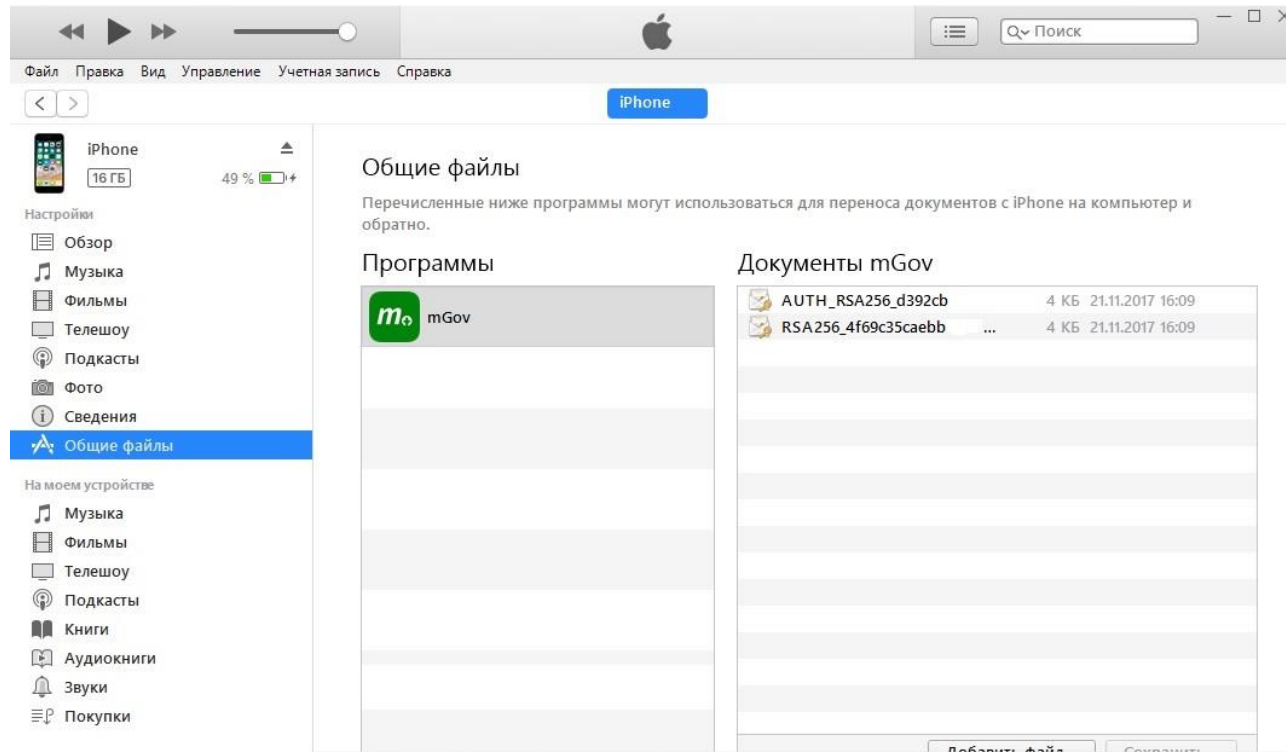 Поиск
Файл Правка Вид Управление Учетная запись Справка
iPhone
iPhone
16 ГБ 49 %
Настройки
Обзор
Музыка
Фильмы
Телешоу
Подкасты
Фото
Сведения
Общие файлы
На моем устройстве
Музыка
Фильмы
Телешоу
Подкасты
Книги
Аудиокниги
Звуки
Покупки
Общие файлы
Перечисленные ниже программы могут использоваться для переноса документов с iPhone на компьютер и
обратно.
Программы
mGov
Документы mGov
AUTH_RSA256_d392cb 4 КБ 21.11.2017 16:09
RSA256_4f69c35caebb ... 4 КБ 21.11.2017 16:09
Добавить файл... Сохранить...